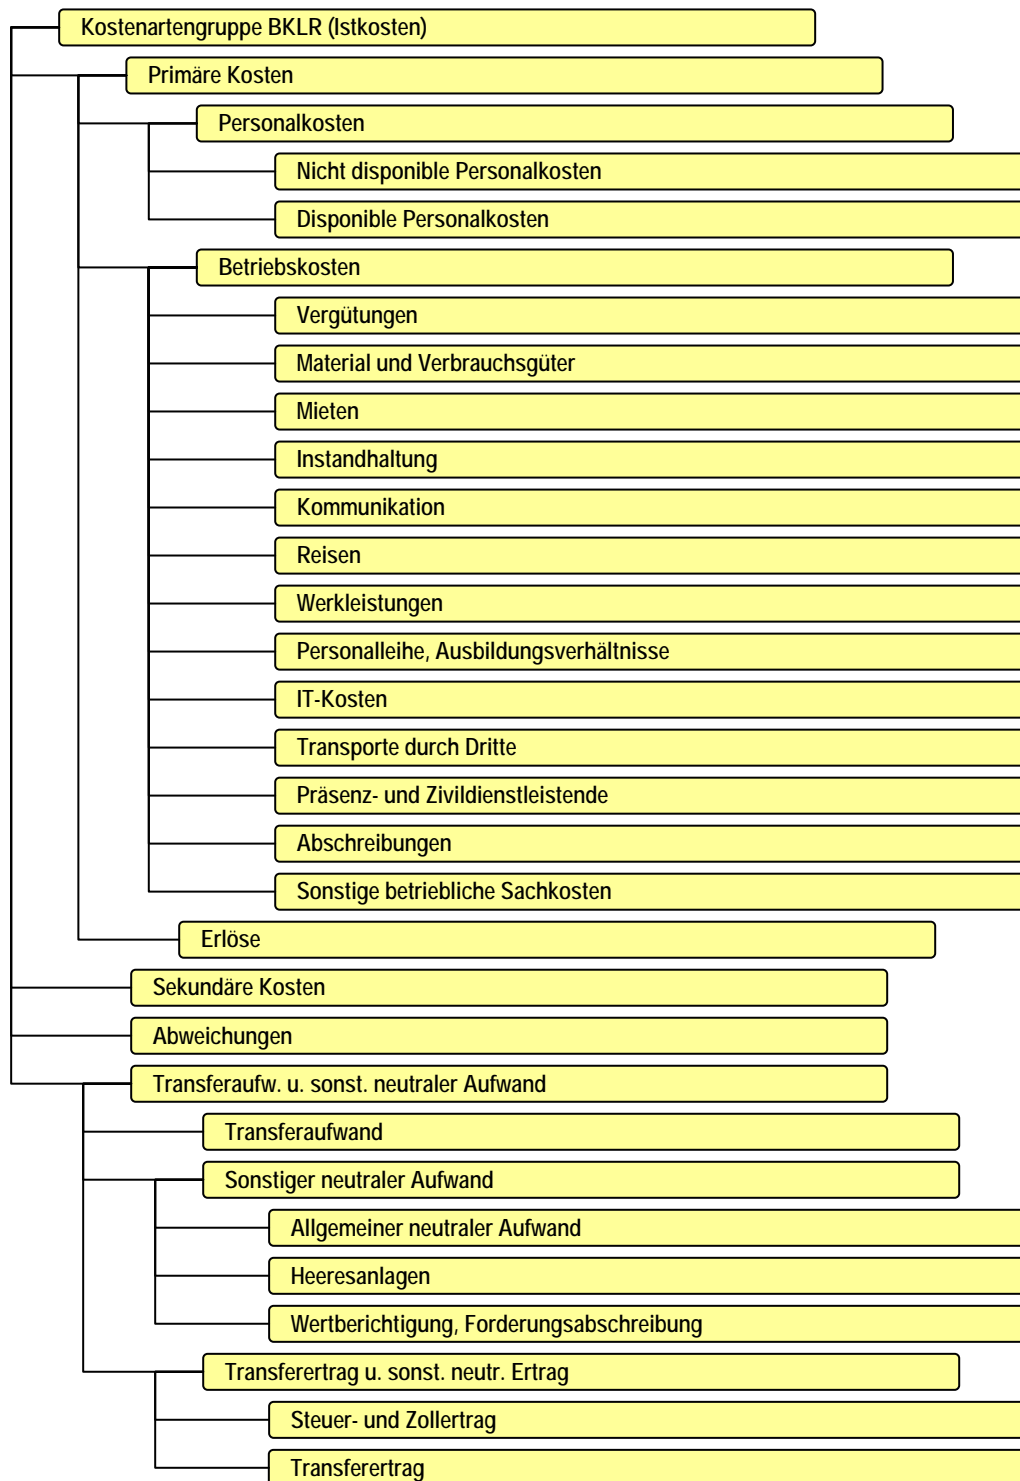 Kostenartengruppe BKLR (Istkosten)
Primäre Kosten
Personalkosten
Nicht disponible Personalkosten
Disponible Personalkosten
Betriebskosten
Vergütungen
Material und Verbrauchsgüter
Mieten
Instandhaltung
Kommunikation
Reisen
Werkleistungen
Personalleihe, Ausbildungsverhältnisse
IT-Kosten
Transporte durch Dritte
Präsenz- und Zivildienstleistende
Abschreibungen
Sonstige betriebliche Sachkosten
Erlöse
Sekundäre Kosten
Abweichungen
Transferaufw. u. sonst. neutraler Aufwand
Transferaufwand
Sonstiger neutraler Aufwand
Allgemeiner neutraler Aufwand
Heeresanlagen
Wertberichtigung, Forderungsabschreibung
Transferertrag u. sonst. neutr. Ertrag
Steuer- und Zollertrag
Transferertrag